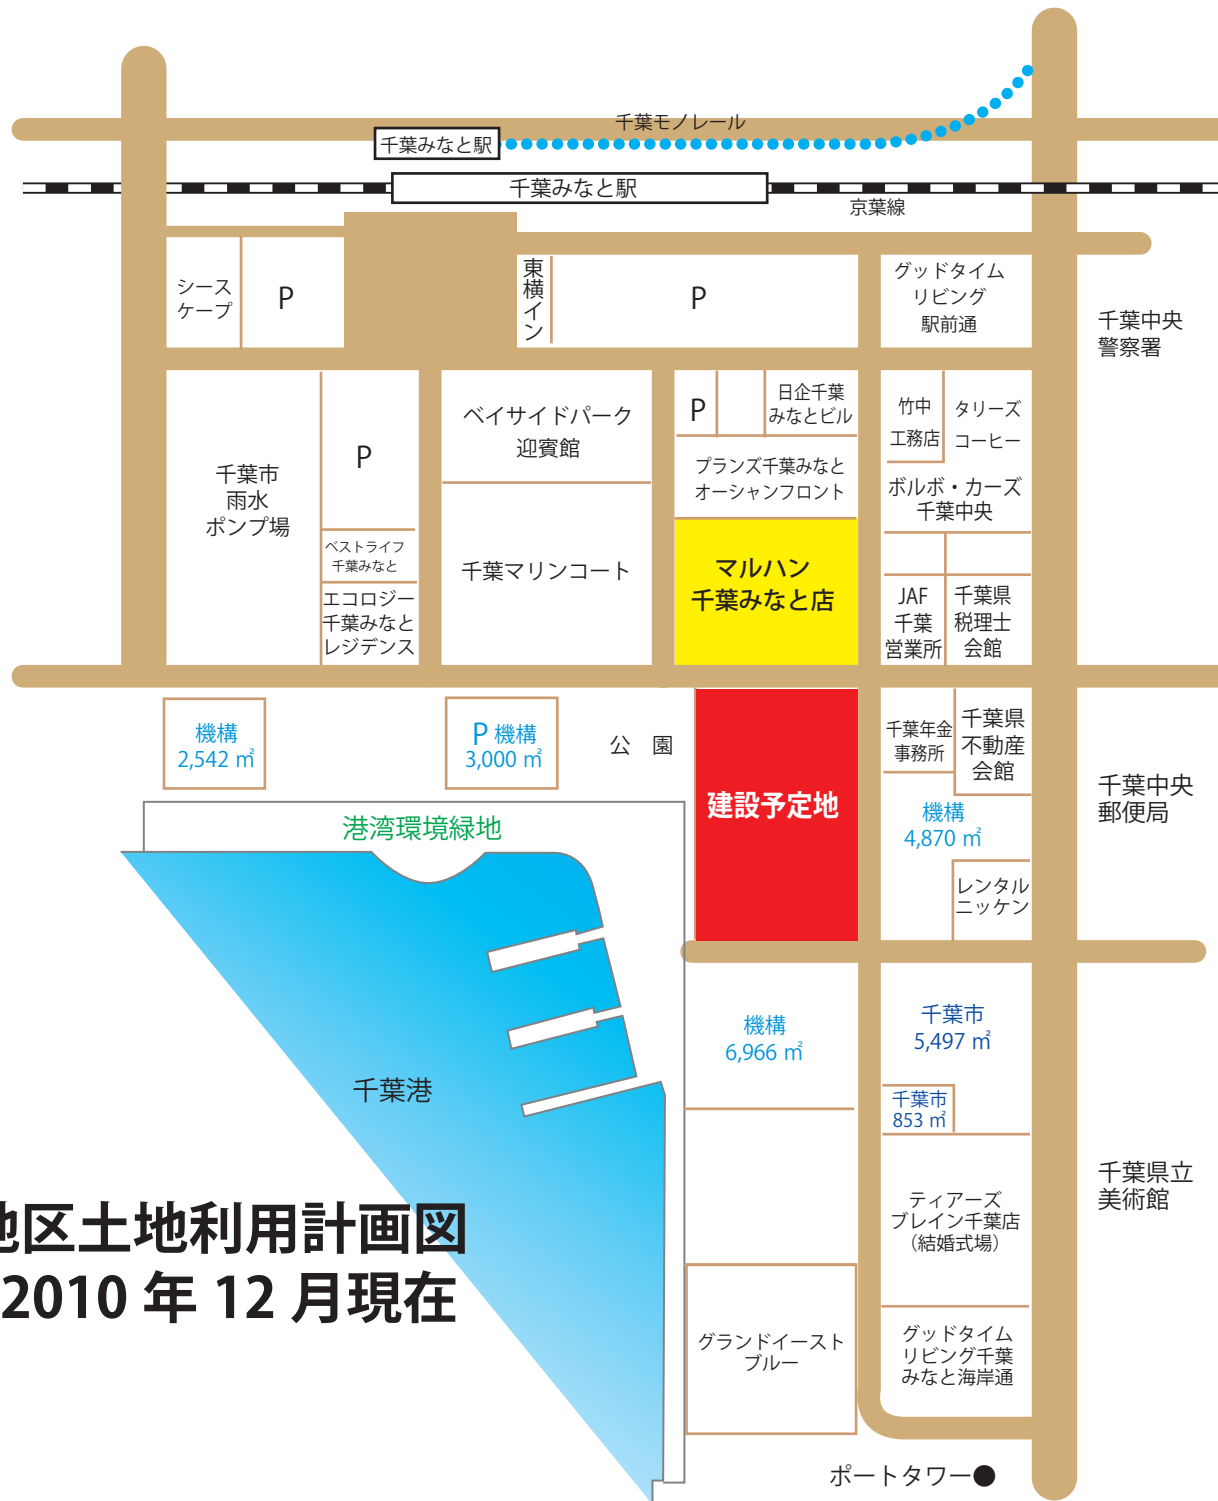 千葉モノレール
千葉みなと駅
千葉みなと駅
京葉線
シース
ケープ
P
東横イン
P
グッドタイム
リビング
駅前通
千葉中央
警察署
千葉市
雨水
ポンプ場
P
ベストライフ
千葉みなと
エコロジー
千葉みなと
レジデンス
ベイサイドパーク
迎賓館
千葉マリンコート
P
日企千葉
みなとビル
プランズ千葉みなと
オーシャンフロント
マルハン
千葉みなと店
竹中
工務店
タリーズ
コーヒー
ボルボ・カーズ
千葉中央
JAF
千葉
営業所
千葉県
税理士
会館
機構
2,542 ㎡
P 機構
3,000 ㎡
公 園
建設予定地
千葉年金
事務所
千葉県
不動産
会館
機構
4,870 ㎡
レンタル
ニッケン
千葉中央
郵便局
港湾環境緑地
千葉港
機構
6,966 ㎡
千葉市
5,497 ㎡
千葉市
853 ㎡
ティアーズ
ブレイン千葉店
（結婚式場）
千葉県立
美術館
グランドイースト
ブルー
グッドタイム
リビング千葉
みなと海岸通
ポートタワー●
地区土地利用計画図
2010 年 12 月現在